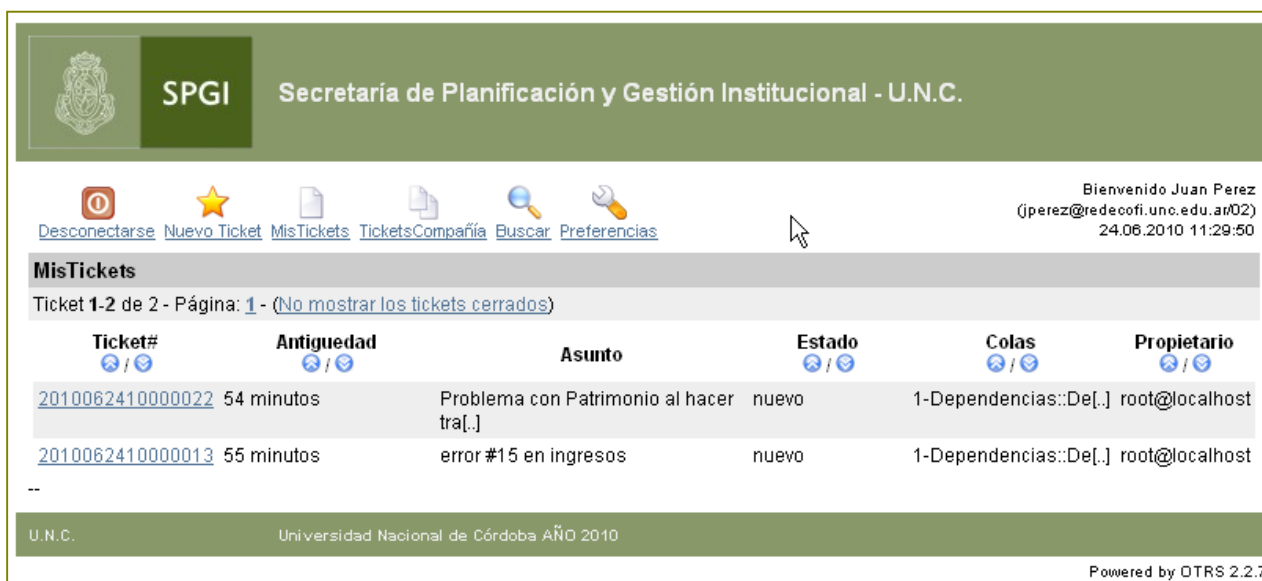 SPGI
Secretaría de Planificación y Gestión Institucional - U.N.C.
Bienvenido Juan Perez
(jperez@redecofi.unc.edu.ar/02)
24.06.2010 11:29:50
Desconectarse Nuevo Ticket MisTickets TicketsCompañía Buscar Preferencias
MisTickets
Ticket 1-2 de 2 - Página: 1 - (No mostrar los tickets cerrados)
Ticket# Antiguedad Asunto Estado Colas Propietario
/ / / / /
2010062410000022 54 minutos Problema con Patrimonio al hacer tra[..] nuevo 1-Dependencias::De[..] root@localhost
2010062410000013 55 minutos error #15 en ingresos nuevo 1-Dependencias::De[..] root@localhost
--
U.N.C. Universidad Nacional de Córdoba AÑO 2010
Powered by OTRS 2.2.7